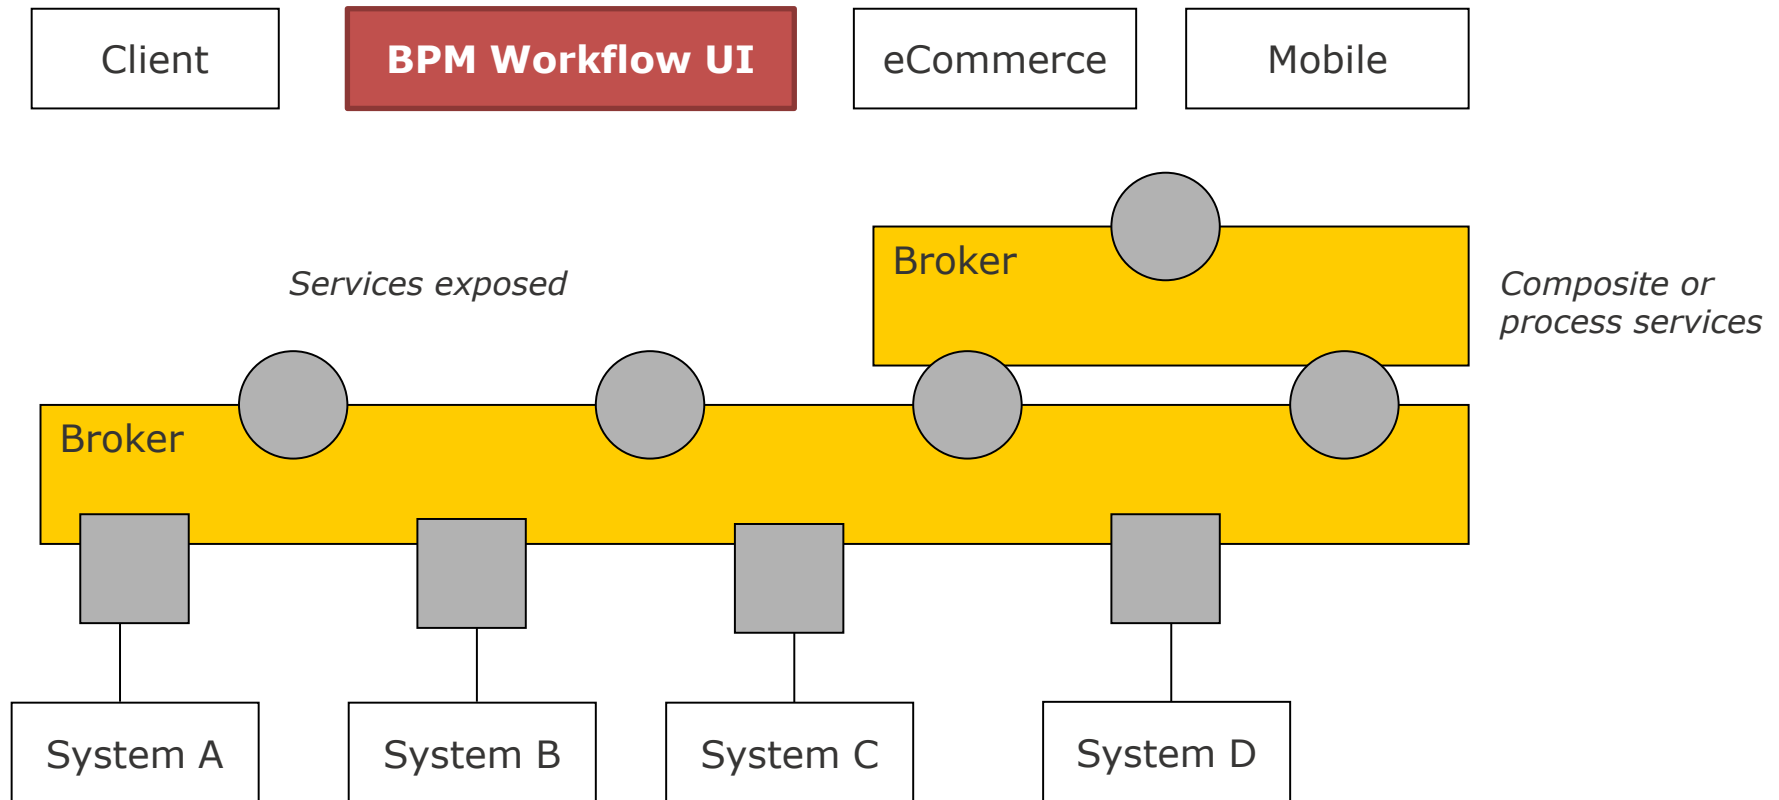 Client
BPM Workflow UI
eCommerce
Mobile
Broker
Services exposed
Composite or
process services
Broker
System A
System B
System C
System D